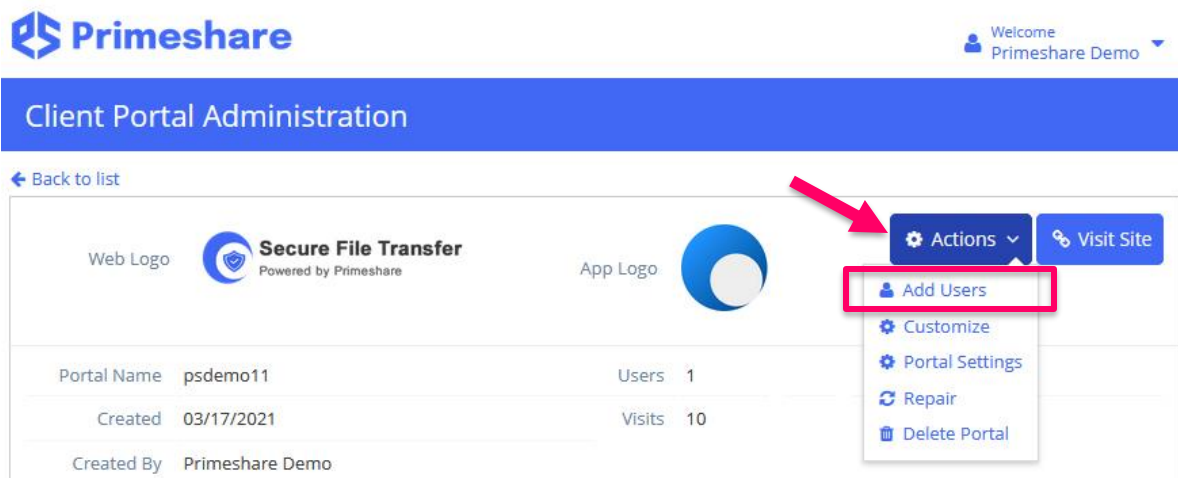 Primeshare
Welcome
Primeshare Demo
Client Portal Administration
Back to list
Web Logo
Secure File Transfer
Powered by Primeshare
App Logo
Actions
Visit Site
Add Users
Customize
Portal Settings
Repair
Delete Portal
Portal Name psdemo11
Users 1
Created 03/17/2021
Visits 10
Created By Primeshare Demo